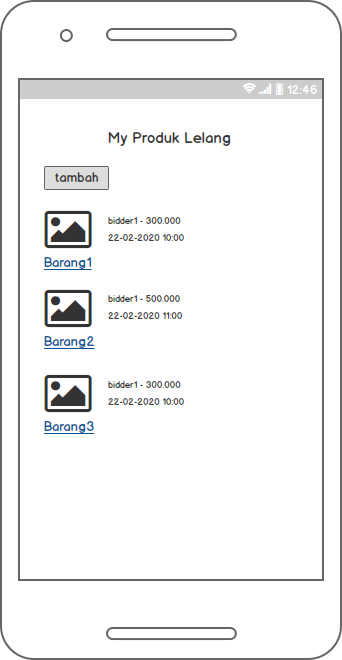 12:46
My Produk Lelang
tambah
bidder1 - 300.000
22-02-2020 10:00
Barang1
bidder1 - 500.000
22-02-2020 11:00
Barang2
bidder1 - 300.000
22-02-2020 10:00
Barang3